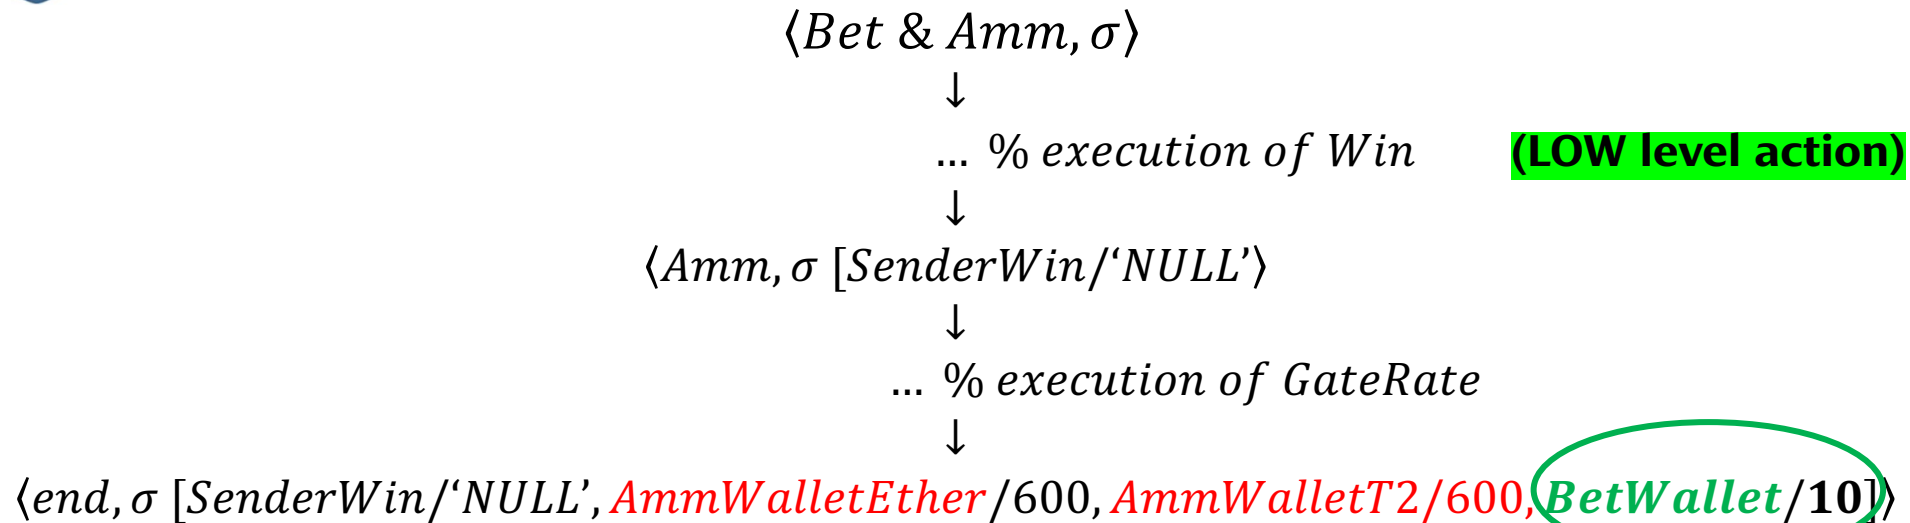 ⟨Bet & Amm, σ⟩
↓
... % execution of Win (LOW level action)
↓
⟨Amm, σ [SenderWin/‘NULL’⟩
↓
... % execution of GateRate
↓
⟨end, σ [SenderWin/‘NULL’, AmmWalletEther/600, AmmWalletT2/600, BetWallet/10]⟩